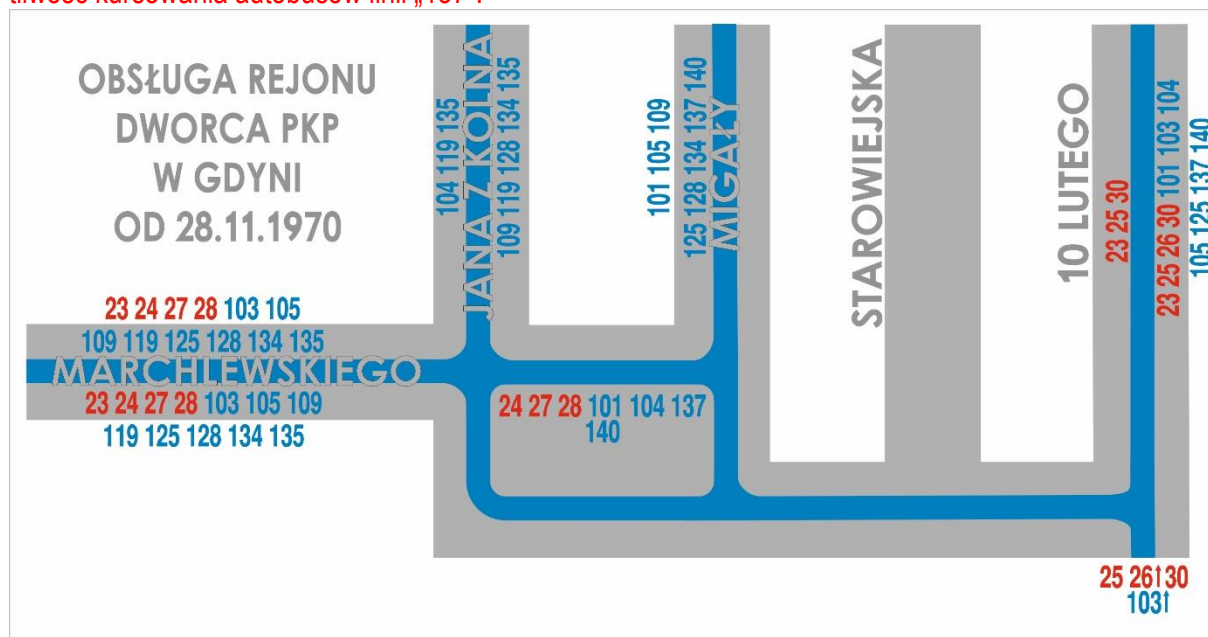 OBSŁUGA REJONU
DWORCA PKP
W GDYNI
OD 28.11.1970
104 119 135
JANA Z KOLNA
109 119 128 134 135
101 105 109
125 128 134 137 140
MIGAŁY
STAROWIEJSKA
10 LUTEGO
23 25 30
23 25 26 30 101 103 104
105 125 137 140
23 24 27 28 103 105
109 119 125 128 134 135
MARCHLEWSKIEGO
23 24 27 28 103 105 109
119 125 128 134 135
24 27 28 101 104 137
140
25 26↑30
103↑